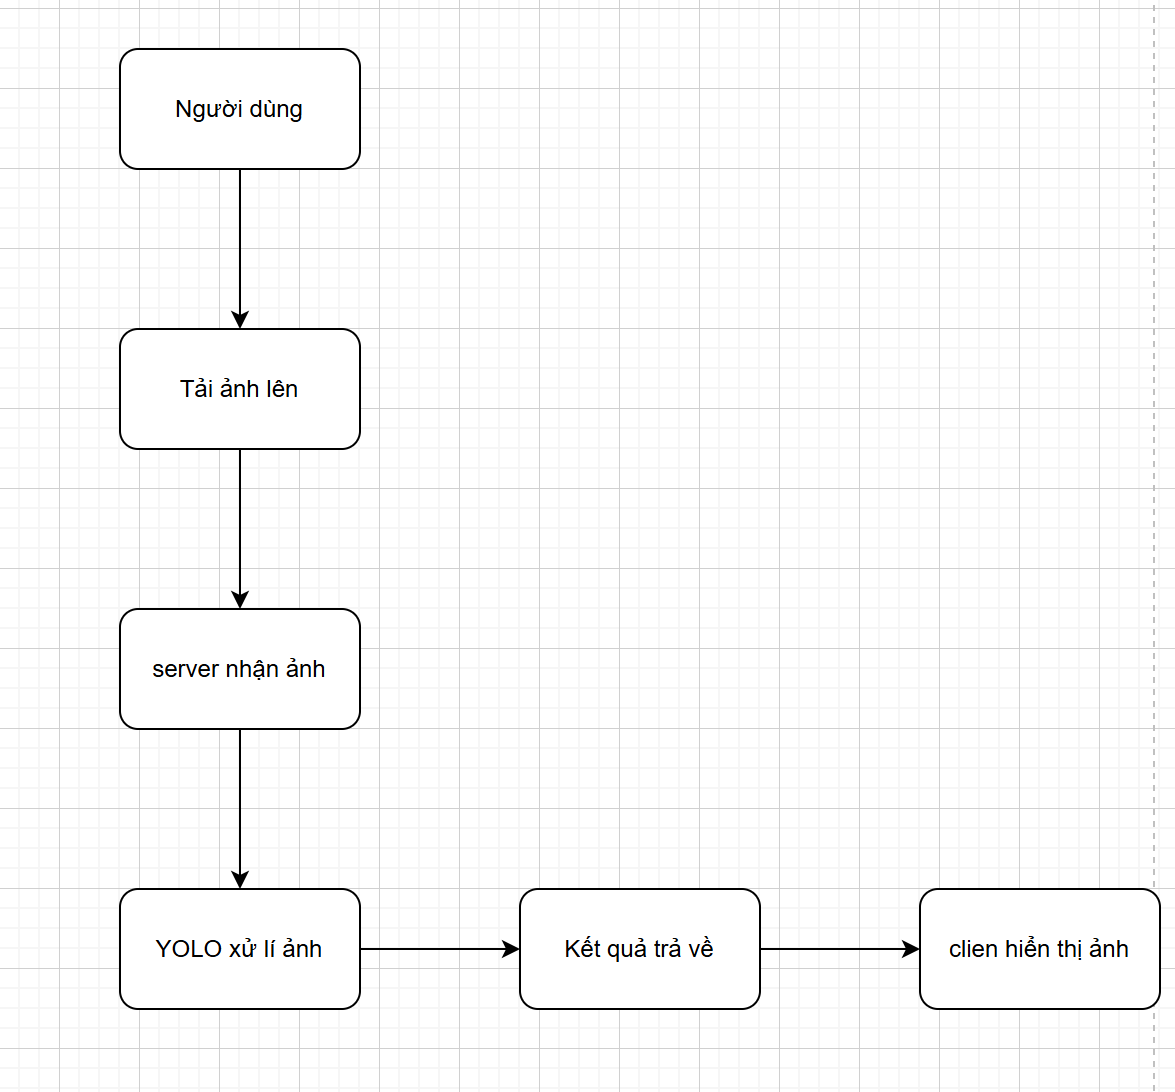 Người dùng
Tải ảnh lên
server nhận ảnh
YOLO xử lí ảnh
Kết quả trả về
clien hiển thị ảnh